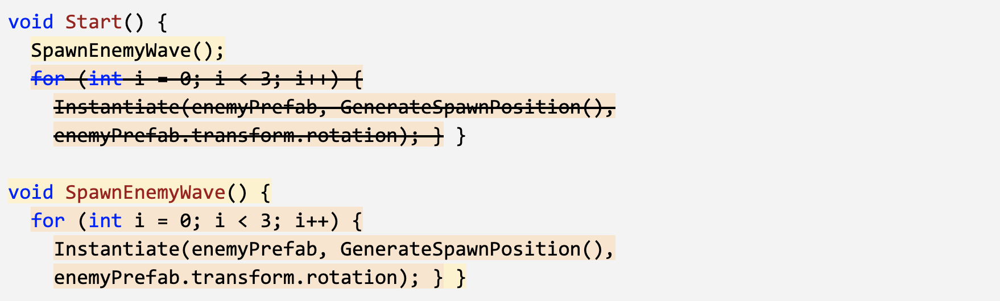 void Start() {
  SpawnEnemyWave();
  for (int i = 0; i < 3; i++) {
    Instantiate(enemyPrefab, GenerateSpawnPosition(),
    enemyPrefab.transform.rotation); } }
void SpawnEnemyWave() {
  for (int i = 0; i < 3; i++) {
    Instantiate(enemyPrefab, GenerateSpawnPosition(),
    enemyPrefab.transform.rotation); } }